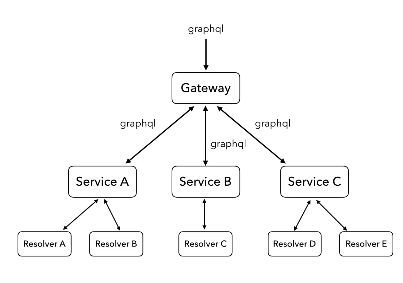 graphql
Gateway
graphql
graphql
graphql
Service A
Service B
Service C
Resolver A
Resolver B
Resolver C
Resolver D
Resolver E